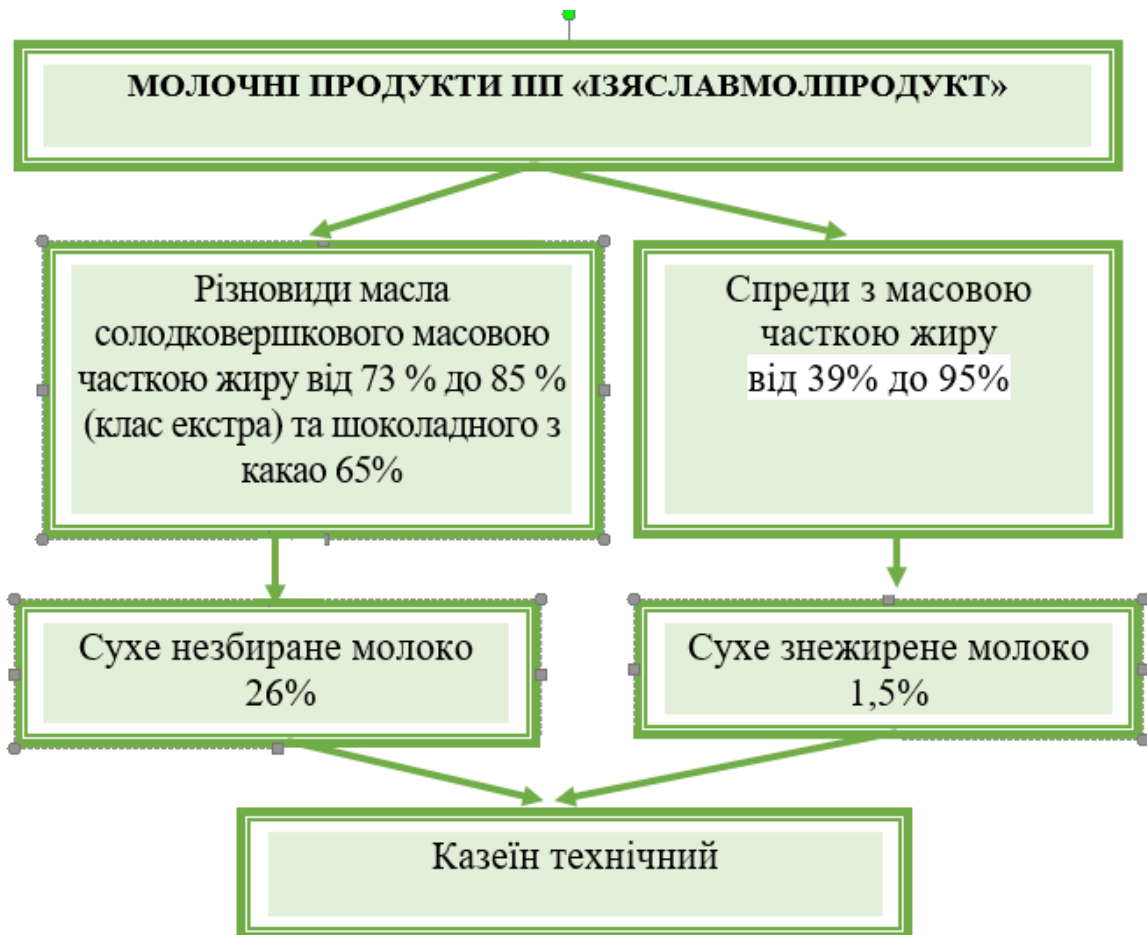 МОЛОЧНІ ПРОДУКТИ ПП «ІЗЯСЛАВМОЛПРОДУКТ»
Різновиди масла
солодковершкового масовою
часткою жиру від 73 % до 85 %
(клас екстра) та шоколадного з
какао 65%
Спреди з масовою
часткою жиру
від 39% до 95%
Сухе незбиране молоко
26%
Сухе знежирене молоко
1,5%
Казеїн технічний